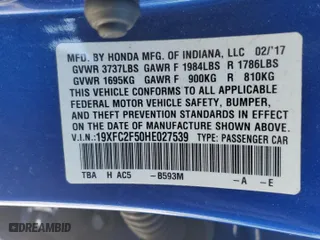 MFD. BY HONDA MFG. OF INDIANA, LLC 02/'17
GVWR 3737LBS GAWR F 1984LBS R 1786LBS
GVWR 1695KG GAWR F 900KG R 810KG
THIS VEHICLE CONFORMS TO ALL APPLICABLE
FEDERAL MOTOR VEHICLE SAFETY, BUMPER,
AND THEFT PREVENTION STANDARDS IN EFFECT
ON THE DATE OF MANUFACTURE SHOWN ABOVE.
V.I.N.:19XFC2F50HE027539 TYPE: PASSENGER CAR
TBA H AC5 -B593M -A -E